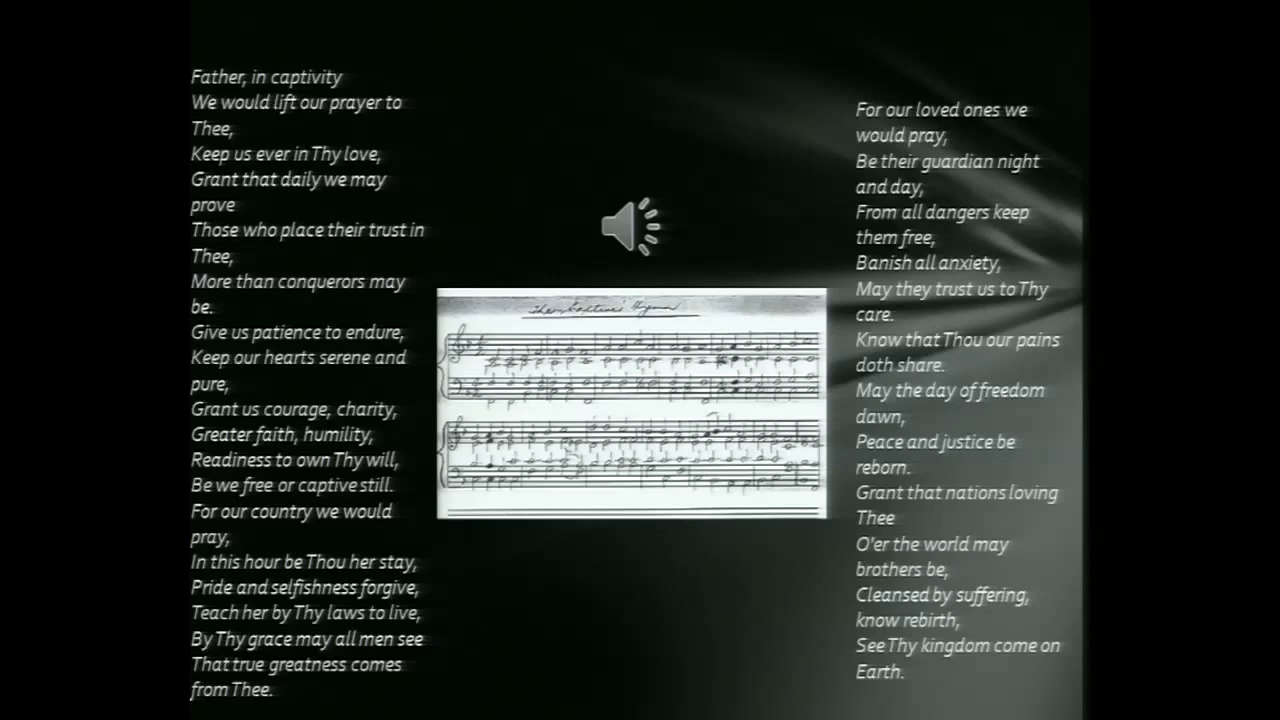 Father, in captivity
We would lift our prayer to
Thee,
Keep us ever in Thy love,
Grant that daily we may
prove
Those who place their trust in
Thee,
More than conquerors may
be.
Give us patience to endure,
Keep our hearts serene and
pure,
Grant us courage, charity,
Greater faith, humility,
Readiness to own Thy will,
Be we free or captive still.
For our country we would
pray,
In this hour be Thou her stay,
Pride and selfishness forgive,
Teach her by Thy laws to live,
By Thy grace may all men see
That true greatness comes
from Thee.
The Captives' Hymn
For our loved ones we
would pray,
Be their guardian night
and day,
From all dangers keep
them free,
Banish all anxiety,
May they trust us to Thy
care.
Know that Thou our pains
doth share.
May the day of freedom
dawn,
Peace and justice be
reborn.
Grant that nations loving
Thee
O'er the world may
brothers be,
Cleansed by suffering,
know rebirth,
See Thy kingdom come on
Earth.